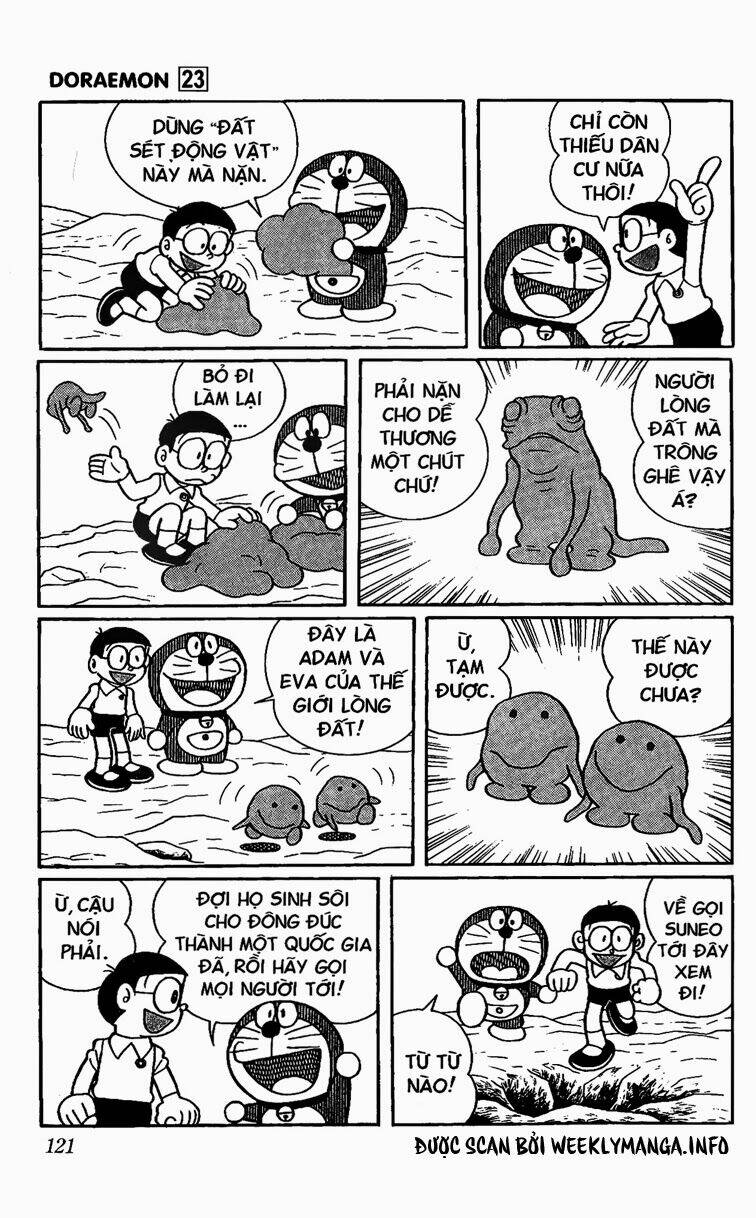 DORAEMON 23
CHỈ CÒN
THIẾU DÂN
CƯ NỮA
THÔI!
DÙNG "ĐẤT
SÉT ĐỘNG VẬT"
NÀY MÀ NẶN.
NGƯỜI
LÒNG
ĐẤT MÀ
TRÔNG
GHÊ VẬY
Á?
PHẢI NẶN
CHO DỄ
THƯƠNG
MỘT CHÚT
CHỨ!
BỎ ĐI
LÀM LẠI
...
THẾ NÀY
ĐƯỢC
CHƯA?
Ừ,
TẠM
ĐƯỢC.
ĐÂY LÀ
ADAM VÀ
EVA CỦA THẾ
GIỚI LÒNG
ĐẤT!
VỀ GỌI
SUNEO
TỚI ĐÂY
XEM
ĐI!
TỪ TỪ
NÀO!
ĐỢI HỌ SINH SÔI
CHO ĐÔNG ĐÚC
THÀNH MỘT QUỐC GIA
ĐÃ, RỒI HÃY GỌI
MỌI NGƯỜI TỚI!
Ừ, CẬU
NÓI
PHẢI.
121
ĐƯỢC SCAN BỞI WEEKLYMANGA.INFO